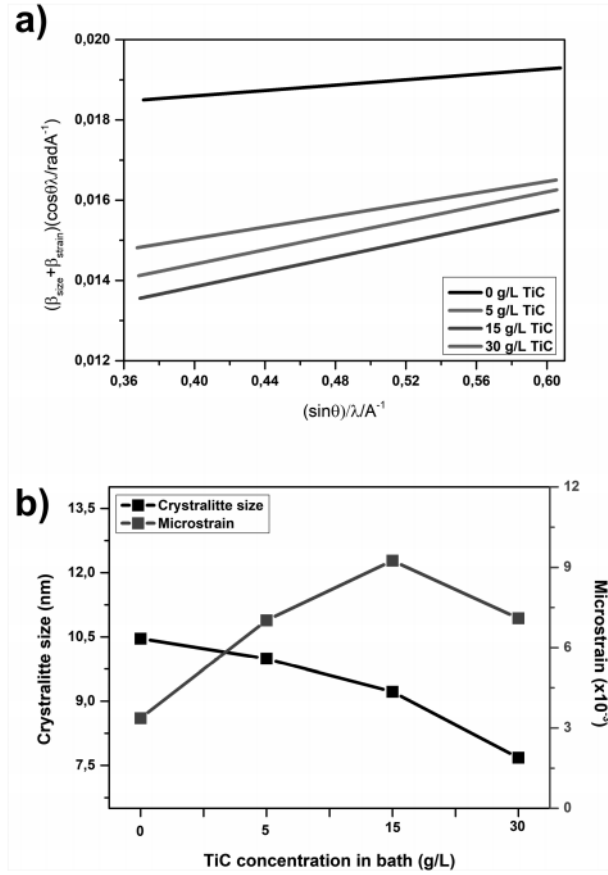 a)
0,020
0,018
0,016
0,014
0,012
0,36 0,40 0,44 0,48 0,52 0,56 0,60
(βsize+βstrain)(cosθλ/radA⁻¹)
(sinθ)/λ/A⁻¹
0 g/L TiC
5 g/L TiC
15 g/L TiC
30 g/L TiC
b)
Crystralitte size
Microstrain
13,5
12,0
10,5
9,0
7,5
Crystralitte size (nm)
12
9
6
3
0
Microstrain (x10⁻³)
0 5 15 30
TiC concentration in bath (g/L)